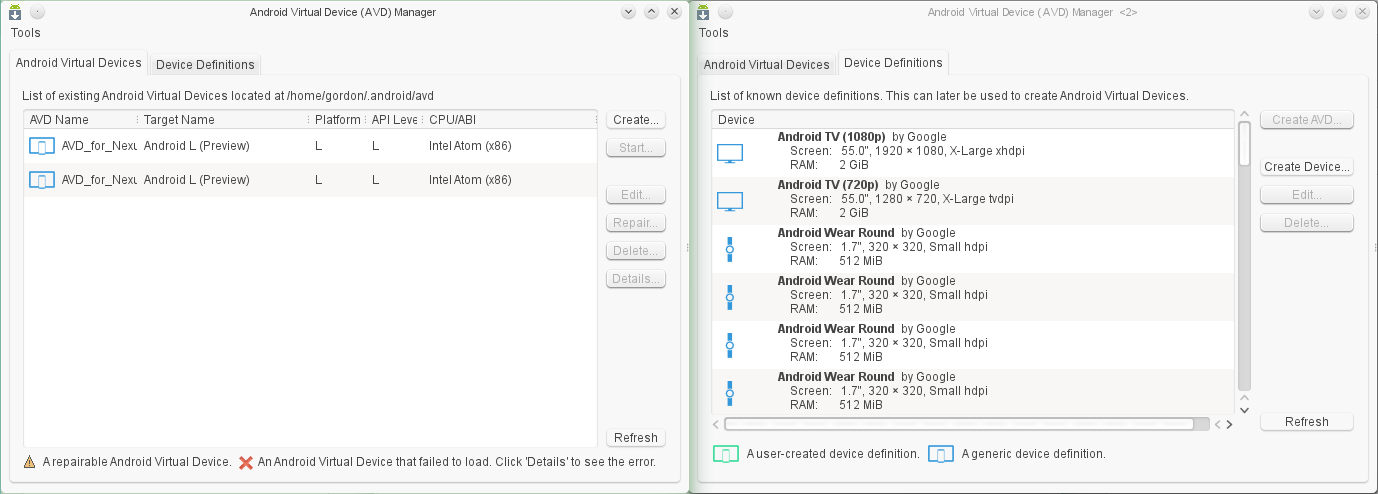 Android Virtual Device (AVD) Manager
Tools
Android Virtual Devices Device Definitions
List of existing Android Virtual Devices located at /home/gordon/.android/avd
AVD Name Target Name Platform API Leve CPU/ABI
AVD_for_Nexu Android L (Preview) L L Intel Atom (x86)
AVD_for_Nexu Android L (Preview) L L Intel Atom (x86)
Create...
Start...
Edit...
Repair...
Delete...
Details...
Refresh
A repairable Android Virtual Device. An Android Virtual Device that failed to load. Click 'Details' to see the error.
Android Virtual Device (AVD) Manager <2>
Tools
Android Virtual Devices Device Definitions
List of known device definitions. This can later be used to create Android Virtual Devices.
Device
Android TV (1080p) by Google
Screen: 55.0", 1920 × 1080, X-Large xhdpi
RAM: 2 GiB
Android TV (720p) by Google
Screen: 55.0", 1280 × 720, X-Large tvdpi
RAM: 2 GiB
Android Wear Round by Google
Screen: 1.7", 320 × 320, Small hdpi
RAM: 512 MiB
Android Wear Round by Google
Screen: 1.7", 320 × 320, Small hdpi
RAM: 512 MiB
Android Wear Round by Google
Screen: 1.7", 320 × 320, Small hdpi
RAM: 512 MiB
Android Wear Round by Google
Screen: 1.7", 320 × 320, Small hdpi
RAM: 512 MiB
Create AVD...
Create Device...
Edit...
Delete...
Refresh
A user-created device definition. A generic device definition.